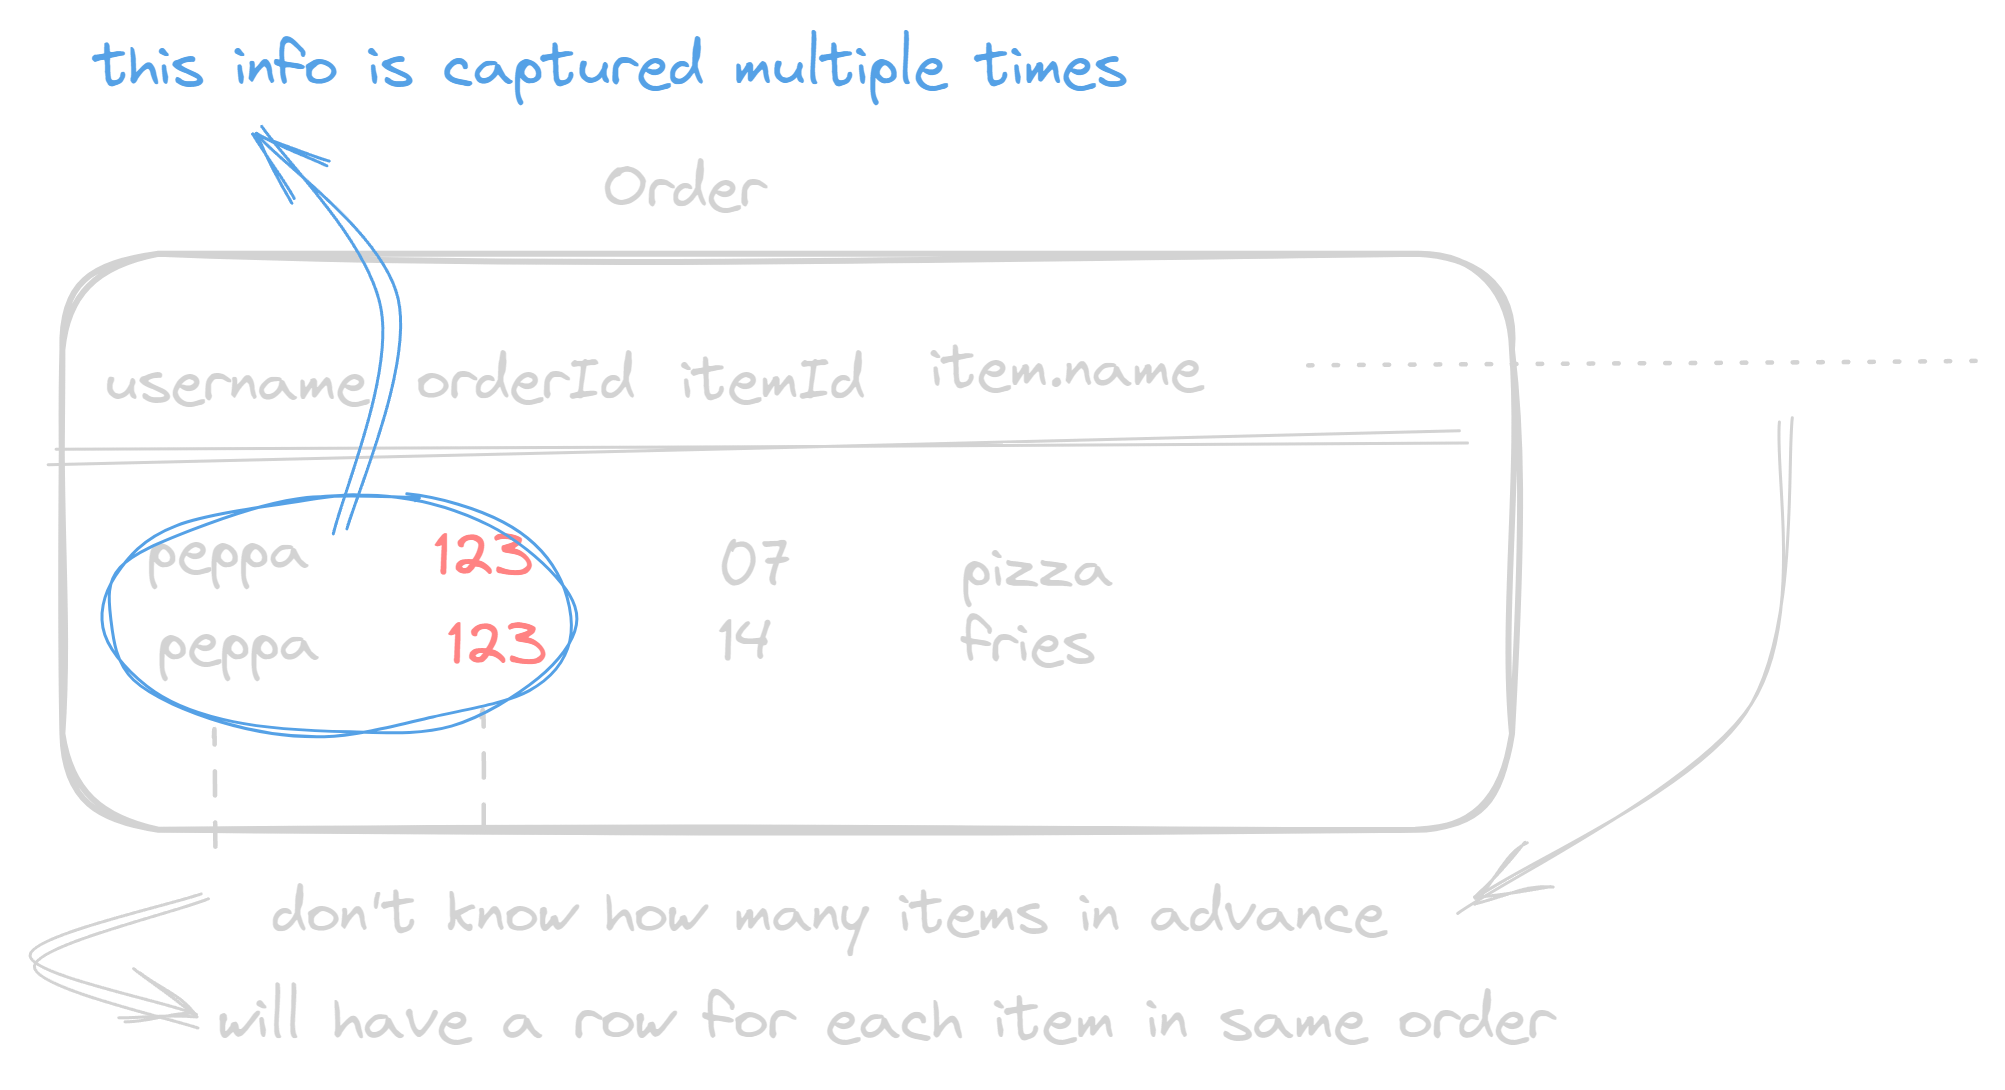 this info is captured multiple times
Order
username orderId itemId item.name
peppa 123 07 pizza
peppa 123 14 fries
don't know how many items in advance
will have a row for each item in same order